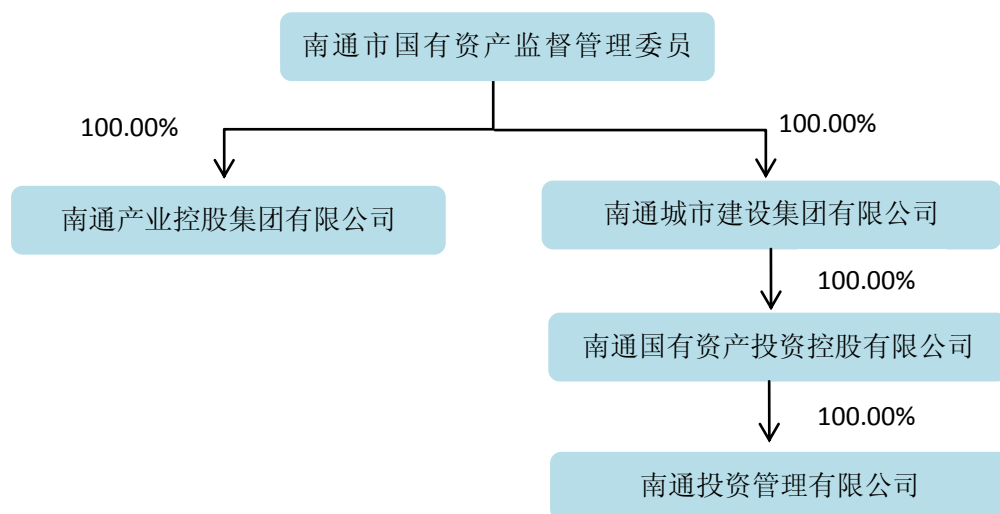 南通市国有资产监督管理委员
100.00%
100.00%
南通产业控股集团有限公司
南通城市建设集团有限公司
100.00%
南通国有资产投资控股有限公司
100.00%
南通投资管理有限公司